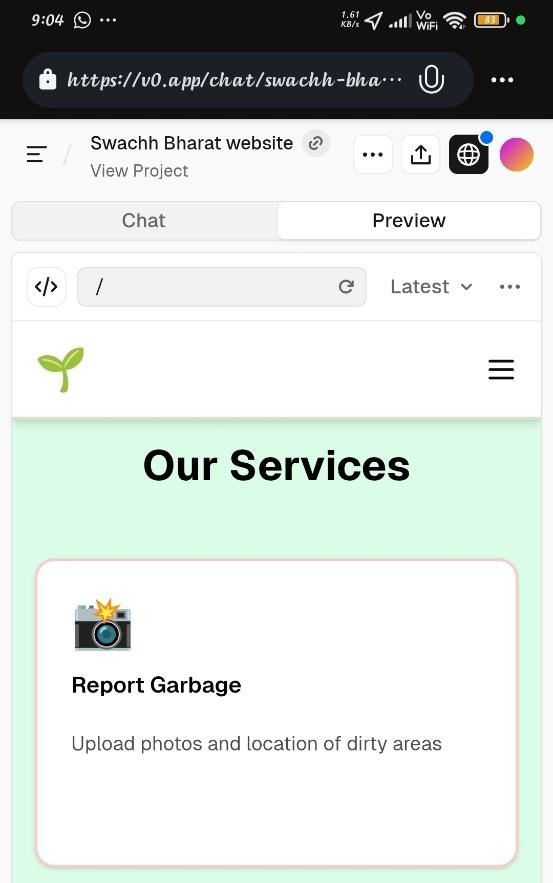 9:04
1.61
KB/s
Vo
WiFi
83
https://v0.app/chat/swachh-bha...
Swachh Bharat website
View Project
Chat
Preview
</>
/
Latest
Our Services
Report Garbage
Upload photos and location of dirty areas